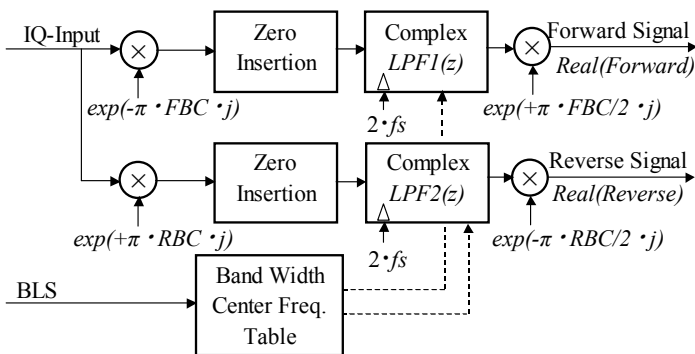 IQ-Input
×
exp(-π・FBC・j)
Zero
Insertion
Complex
LPF1(z)
2・fs
×
exp(+π・FBC/2・j)
Forward Signal
Real(Forward)
×
exp(+π・RBC・j)
Zero
Insertion
Complex
LPF2(z)
2・fs
×
exp(-π・RBC/2・j)
Reverse Signal
Real(Reverse)
BLS
Band Width
Center Freq.
Table